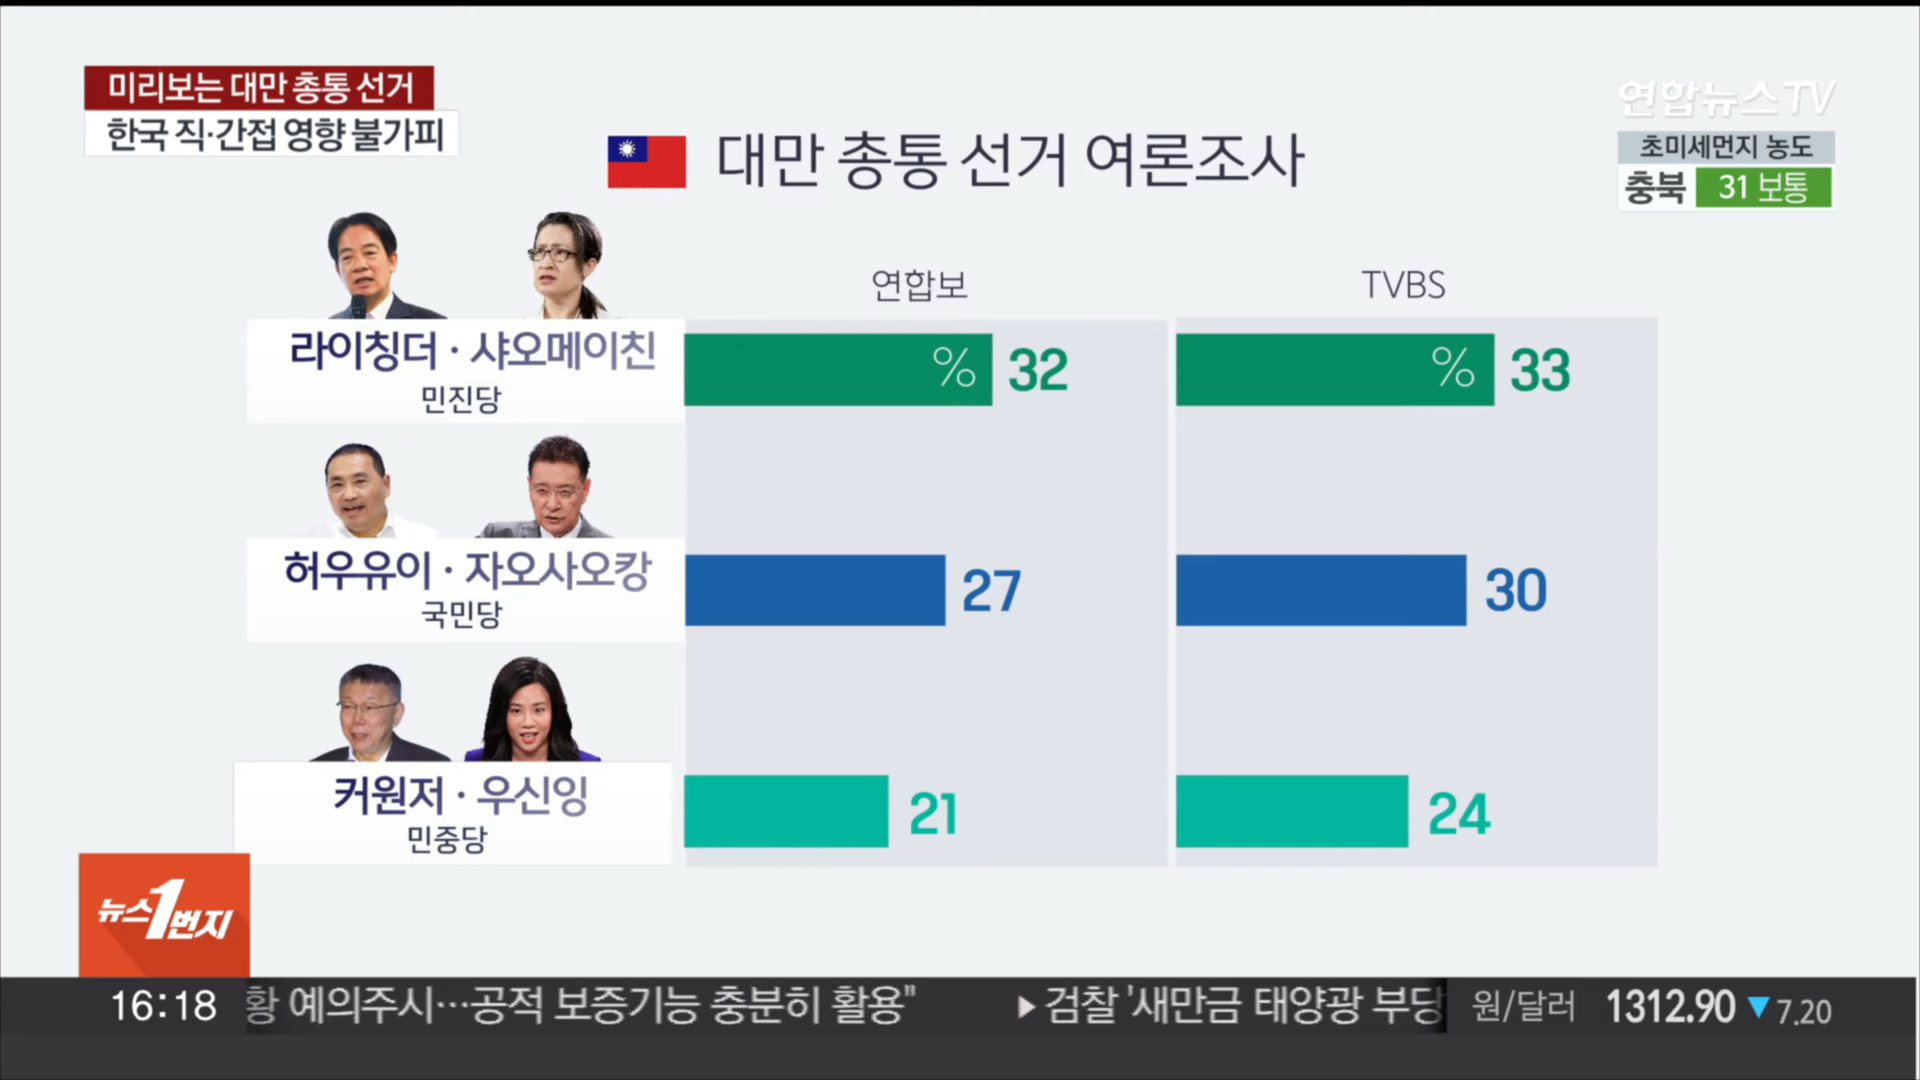 미리보는 대만 총통 선거
한국 직·간접 영향 불가피
연합뉴스TV
초미세먼지 농도
충북 31 보통
대만 총통 선거 여론조사
연합보
TVBS
라이칭더 · 샤오메이친
민진당
% 32
% 33
허우유이 · 자오사오캉
국민당
27
30
커원저 · 우신잉
민중당
21
24
뉴스1번지
16:18
황 예의주시…공적 보증기능 충분히 활용" ▶검찰 '새만금 태양광 부당
원/달러 1312.90 ▼7.20